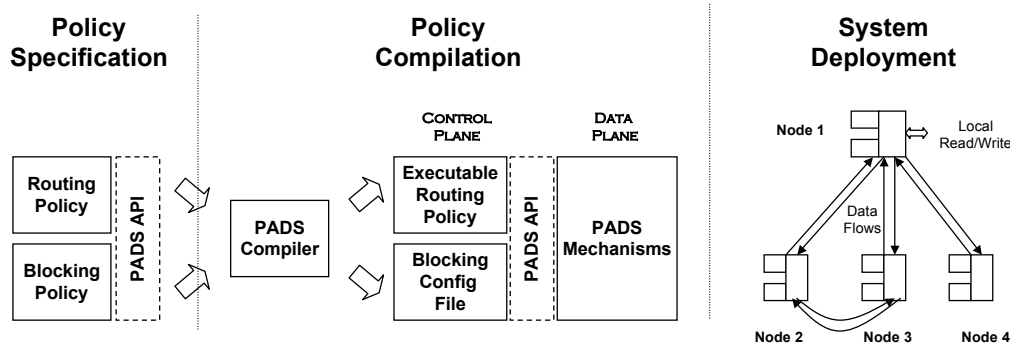 Policy
Specification
Policy
Compilation
System
Deployment
CONTROL
PLANE
DATA
PLANE
Routing
Policy
Blocking
Policy
PADS API
PADS
Compiler
Executable
Routing
Policy
Blocking
Config
File
PADS API
PADS
Mechanisms
Node 1
Local
Read/Write
Data
Flows
Node 2
Node 3
Node 4